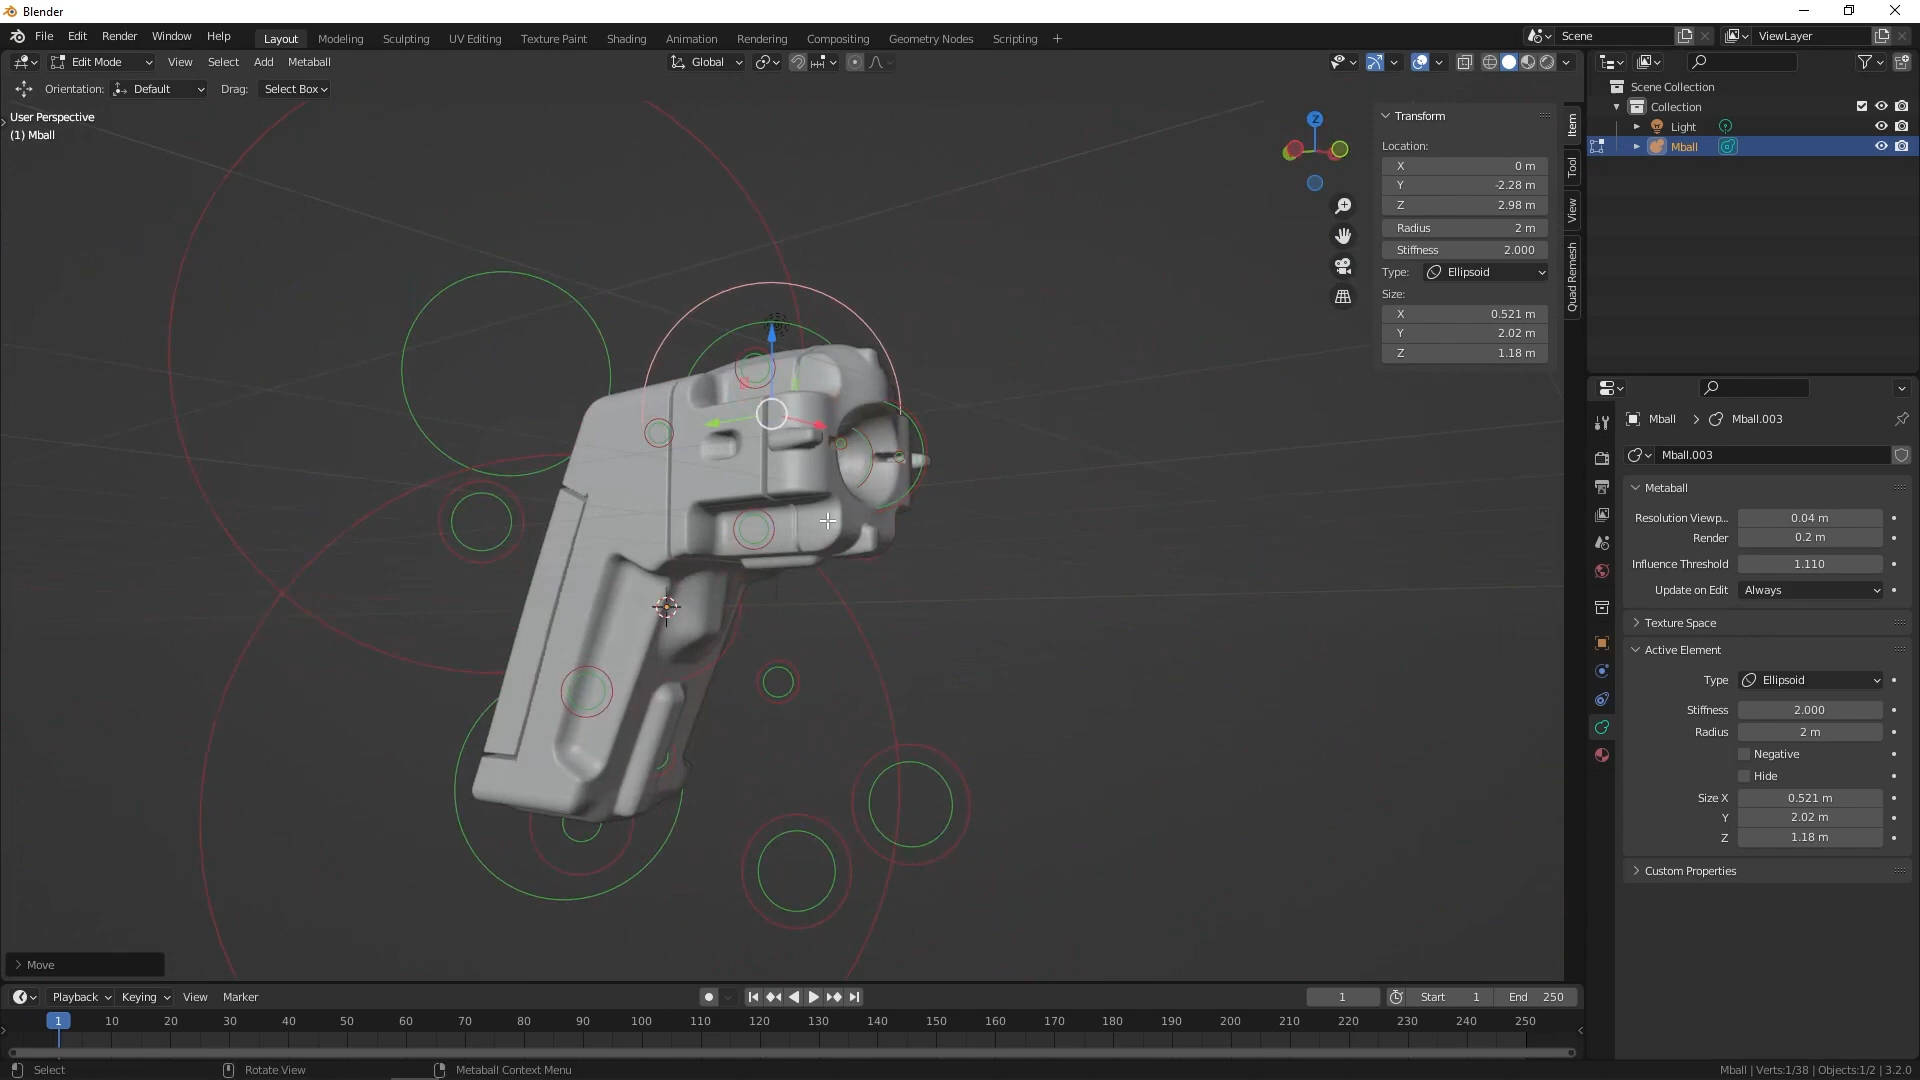 Blender
File Edit Render Window Help Layout Modeling Sculpting UV Editing Texture Paint Shading Animation Rendering Compositing Geometry Nodes Scripting + Scene ViewLayer
Edit Mode View Select Add Metaball Global
Orientation: Default Drag: Select Box
User Perspective
(1) Mball
Z
Transform
Location:
X 0 m
Y -2.28 m
Z 2.98 m
Radius 2 m
Stiffness 2.000
Type: Ellipsoid
Size:
X 0.521 m
Y 2.02 m
Z 1.18 m
Item
Tool
View
Quad Remesh
Scene Collection
Collection
Light
Mball
Mball > Mball.003
Mball.003
Metaball
Resolution Viewp... 0.04 m
Render 0.2 m
Influence Threshold 1.110
Update on Edit Always
Texture Space
Active Element
Type Ellipsoid
Stiffness 2.000
Radius 2 m
Negative
Hide
Size X 0.521 m
Y 2.02 m
Z 1.18 m
Custom Properties
> Move
Playback Keying View Marker 1 Start 1 End 250
1 10 20 30 40 50 60 70 80 90 100 110 120 130 140 150 160 170 180 190 200 210 220 230 240 250
Select Rotate View Metaball Context Menu Mball | Verts:1/38 | Objects:1/2 | 3.2.0